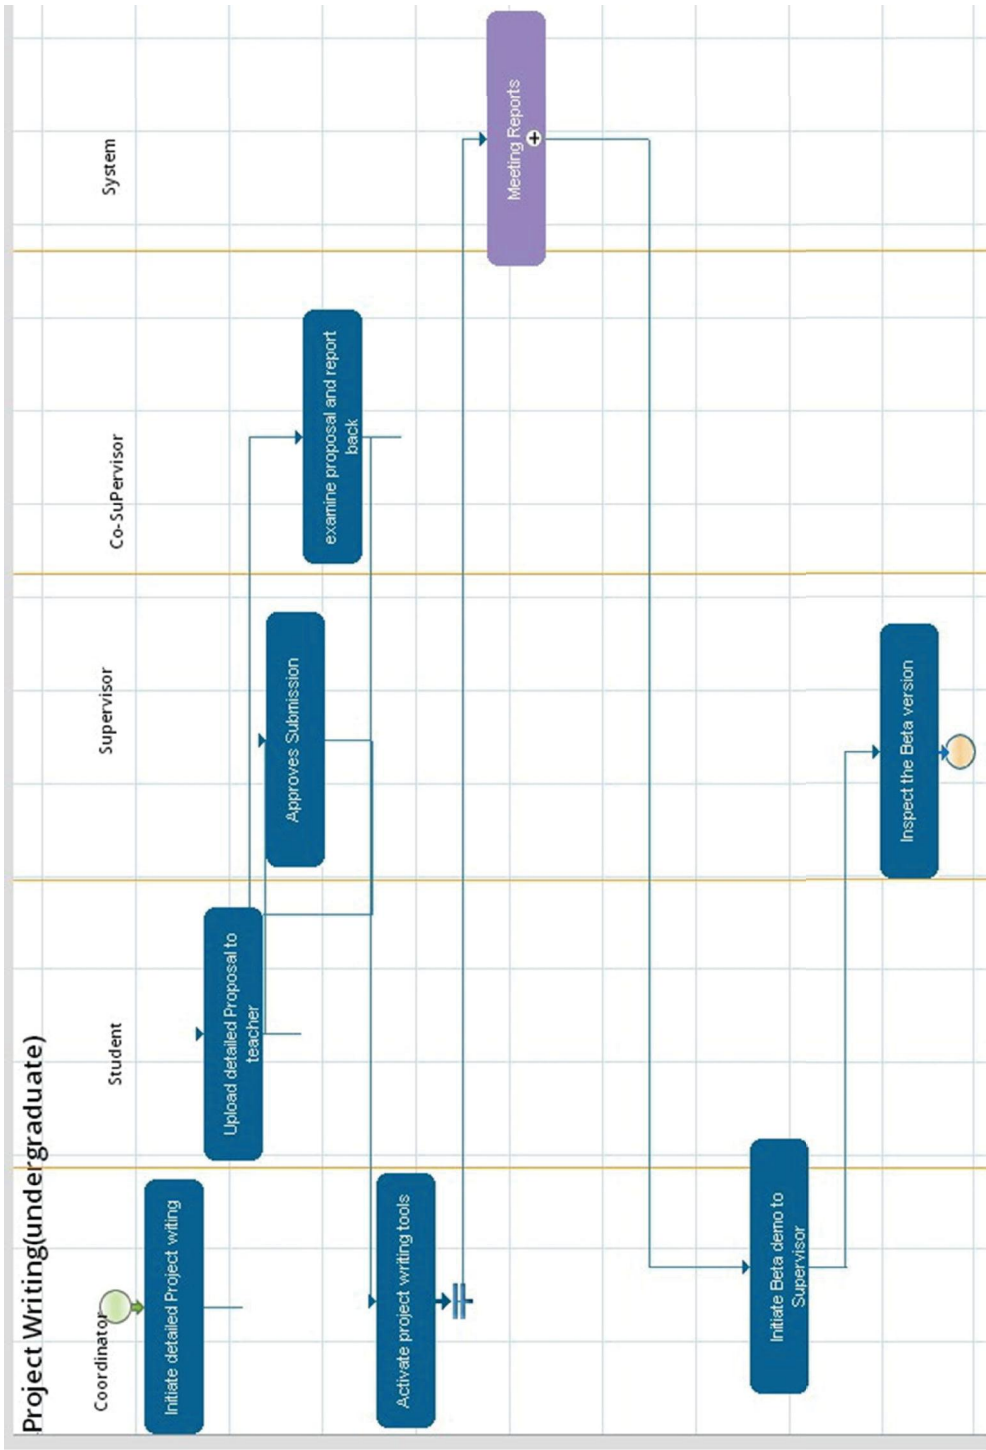 Project Writing(undergraduate)
Coordinator
Student
Supervisor
Co-SuPervisor
System
Initiate detailed Project witing
Upload detailed Proposal to
teacher
Approves Submission
examine proposal and report
back
Activate project writing tools
Meeting Reports
Initiate Beta demo to
Supervisor
Inspect the Beta version